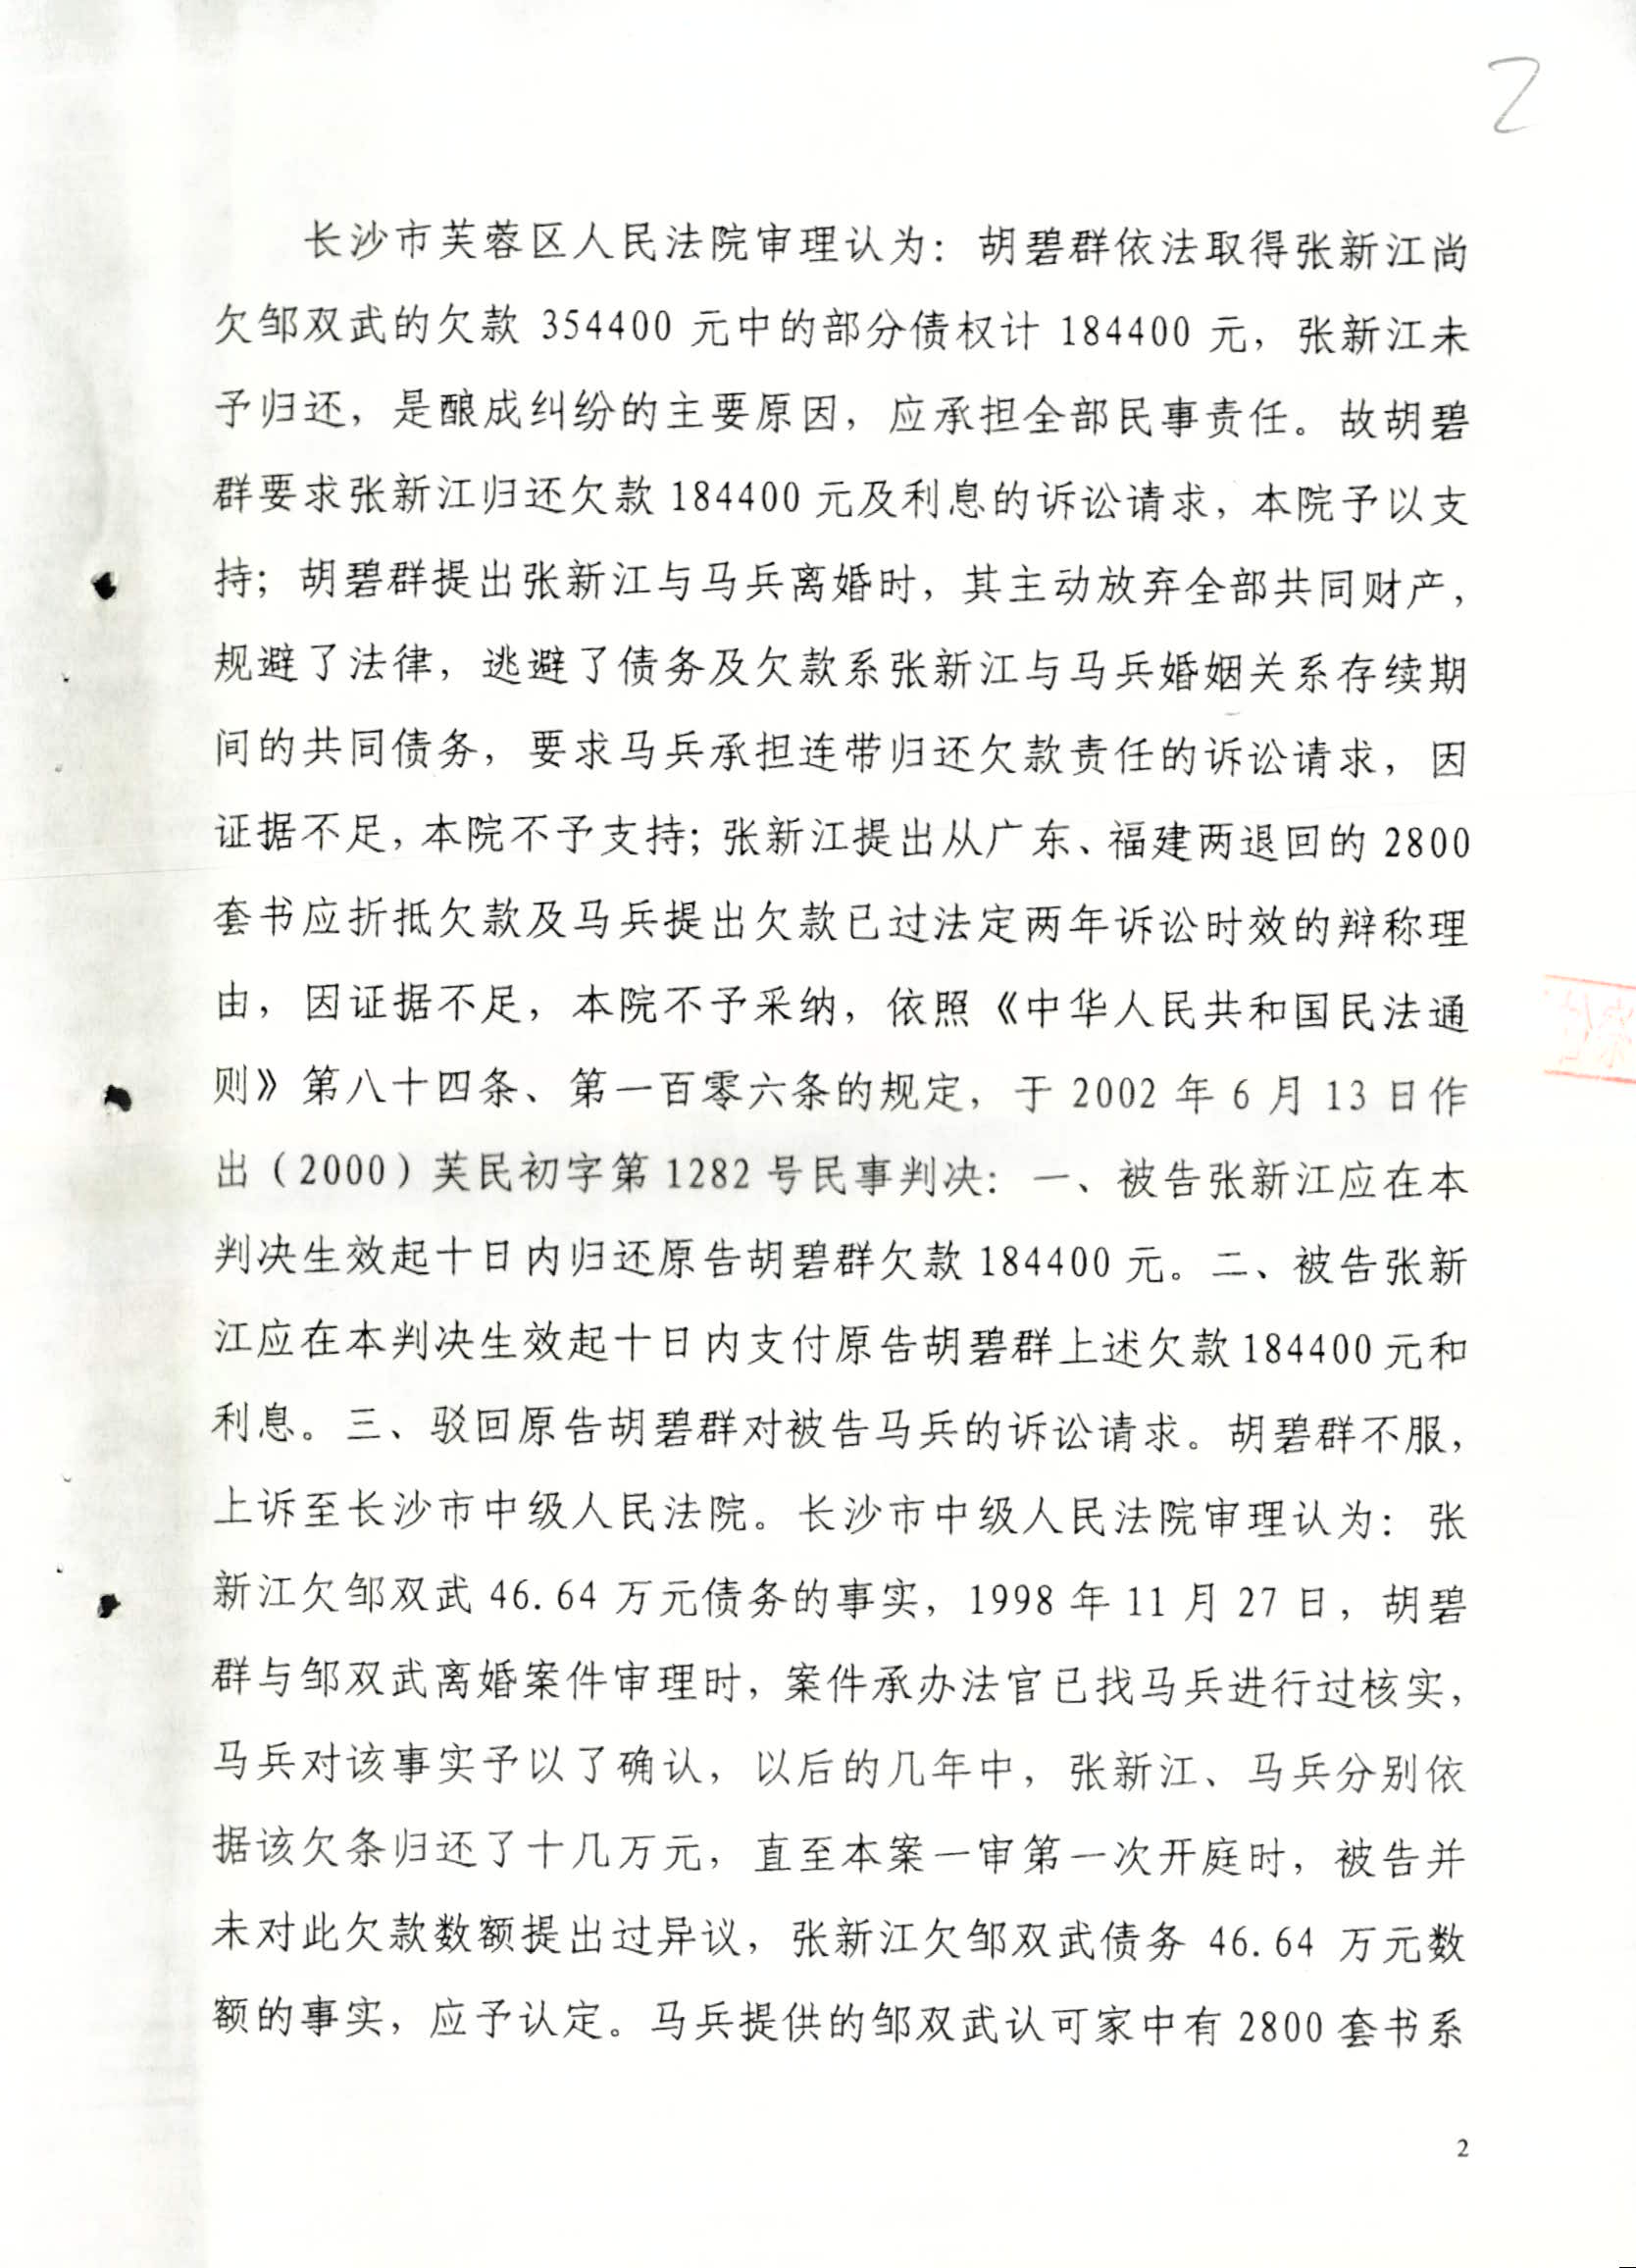 2
长沙市芙蓉区人民法院审理认为：胡碧群依法取得张新江尚
欠邹双武的欠款 354400 元中的部分债权计 184400 元，张新江未
予归还，是酿成纠纷的主要原因，应承担全部民事责任。故胡碧
群要求张新江归还欠款 184400 元及利息的诉讼请求，本院予以支
持；胡碧群提出张新江与马兵离婚时，其主动放弃全部共同财产，
规避了法律，逃避了债务及欠款系张新江与马兵婚姻关系存续期
间的共同债务，要求马兵承担连带归还欠款责任的诉讼请求，因
证据不足，本院不予支持；张新江提出从广东、福建两退回的 2800
套书应折抵欠款及马兵提出欠款已过法定两年诉讼时效的辩称理
由，因证据不足，本院不予采纳，依照《中华人民共和国民法通
则》第八十四条、第一百零六条的规定，于 2002 年 6 月 13 日作
出（2000）芙民初字第 1282 号民事判决：一、被告张新江应在本
判决生效起十日内归还原告胡碧群欠款 184400 元。二、被告张新
江应在本判决生效起十日内支付原告胡碧群上述欠款 184400 元和
利息。三、驳回原告胡碧群对被告马兵的诉讼请求。胡碧群不服，
上诉至长沙市中级人民法院。长沙市中级人民法院审理认为：张
新江欠邹双武 46.64 万元债务的事实，1998 年 11 月 27 日，胡碧
群与邹双武离婚案件审理时，案件承办法官已找马兵进行过核实，
马兵对该事实予以了确认，以后的几年中，张新江、马兵分别依
据该欠条归还了十几万元，直至本案一审第一次开庭时，被告并
未对此欠款数额提出过异议，张新江欠邹双武债务 46.64 万元数
额的事实，应予认定。马兵提供的邹双武认可家中有 2800 套书系
2